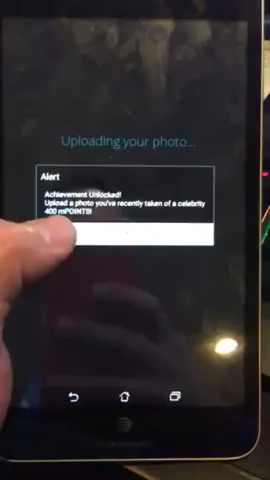 Uploading your photo...
Alert
Achievement Unlocked!
Upload a photo you've recently taken of a celebrity
400 mPOINTS!